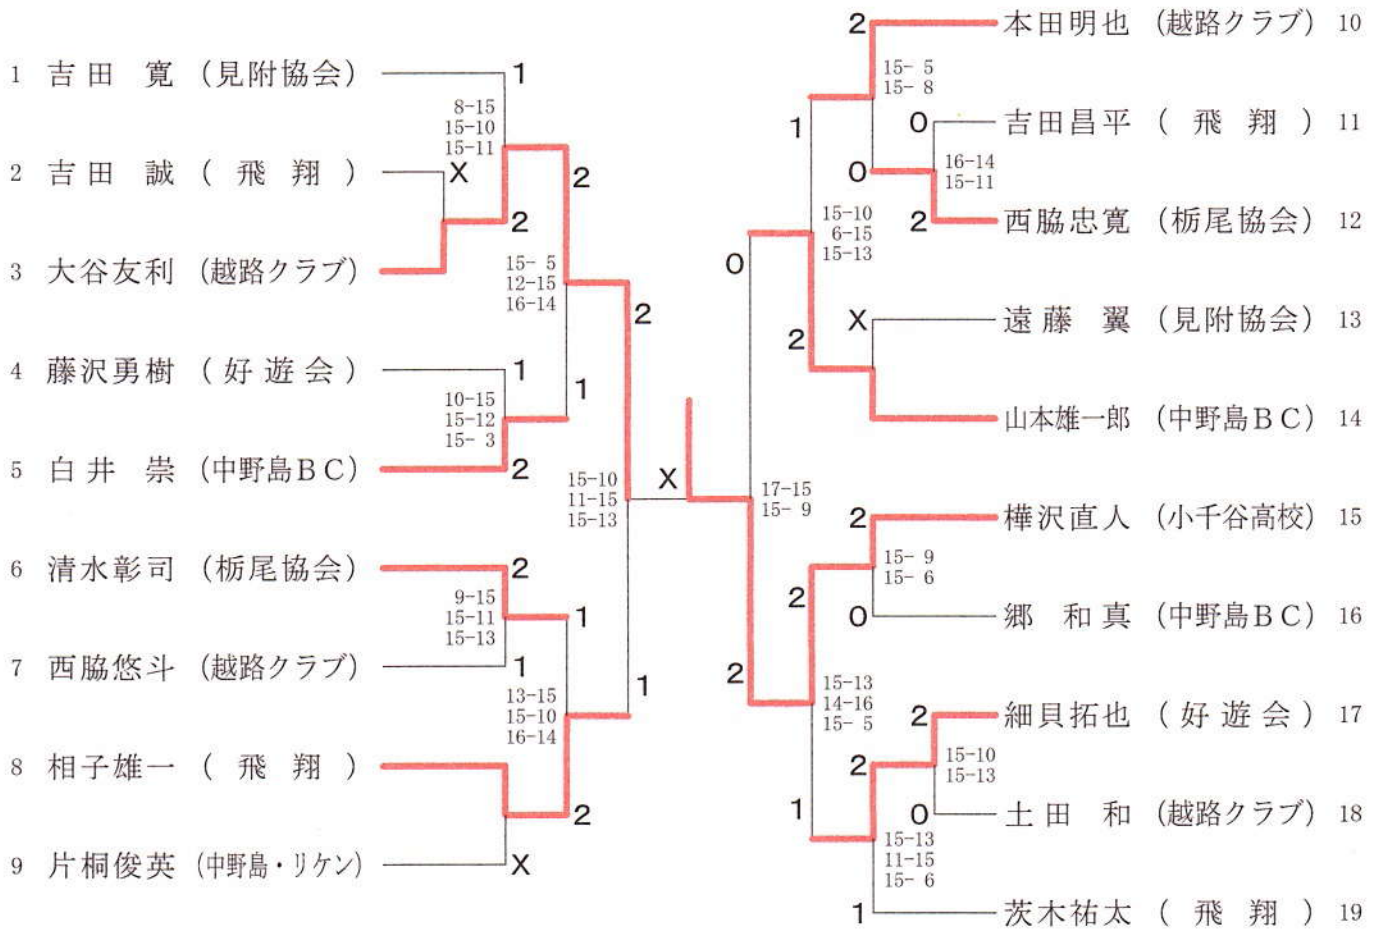 1 吉田 寛 (見附協会) 1
8-15
15-10
15-11
2 吉田 誠 ( 飛 翔 ) X
2
2
3 大谷友利 (越路クラブ)
15- 5
12-15
16-14
2
4 藤沢勇樹 ( 好 遊 会 ) 1
1
10-15
15-12
15- 3
5 白井 崇 (中野島BC) 2
15-10
11-15
15-13
X
6 清水彰司 (栃尾協会) 2
9-15
15-11
15-13
1
7 西脇悠斗 (越路クラブ) 1
1
13-15
15-10
16-14
8 相子雄一 ( 飛 翔 )
2
9 片桐俊英 (中野島・リケン) X
2 本田明也 (越路クラブ) 10
15- 5
15- 8
1
0 吉田昌平 ( 飛 翔 ) 11
16-14
15-11
0
2 西脇忠寛 (栃尾協会) 12
15-10
6-15
15-13
0
X 遠藤 翼 (見附協会) 13
2
山本雄一郎 (中野島BC) 14
17-15
15- 9
2 樺沢直人 (小千谷高校) 15
15- 9
15- 6
2
0 郷 和真 (中野島BC) 16
2
15-13
14-16
15- 5
2 細貝拓也 ( 好 遊 会 ) 17
15-10
15-13
2
1
0 土田 和 (越路クラブ) 18
15-13
11-15
15- 6
1 茨木祐太 ( 飛 翔 ) 19